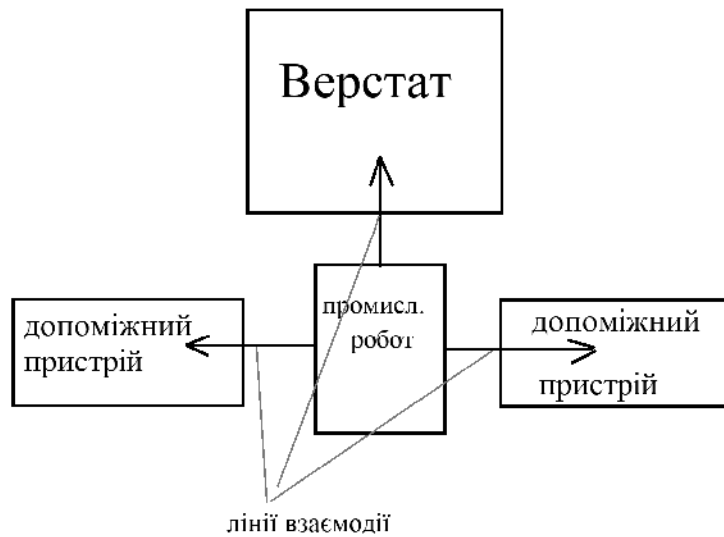 Верстат
промисл.
робот
допоміжний
пристрій
допоміжний
пристрій
лінії взаємодії